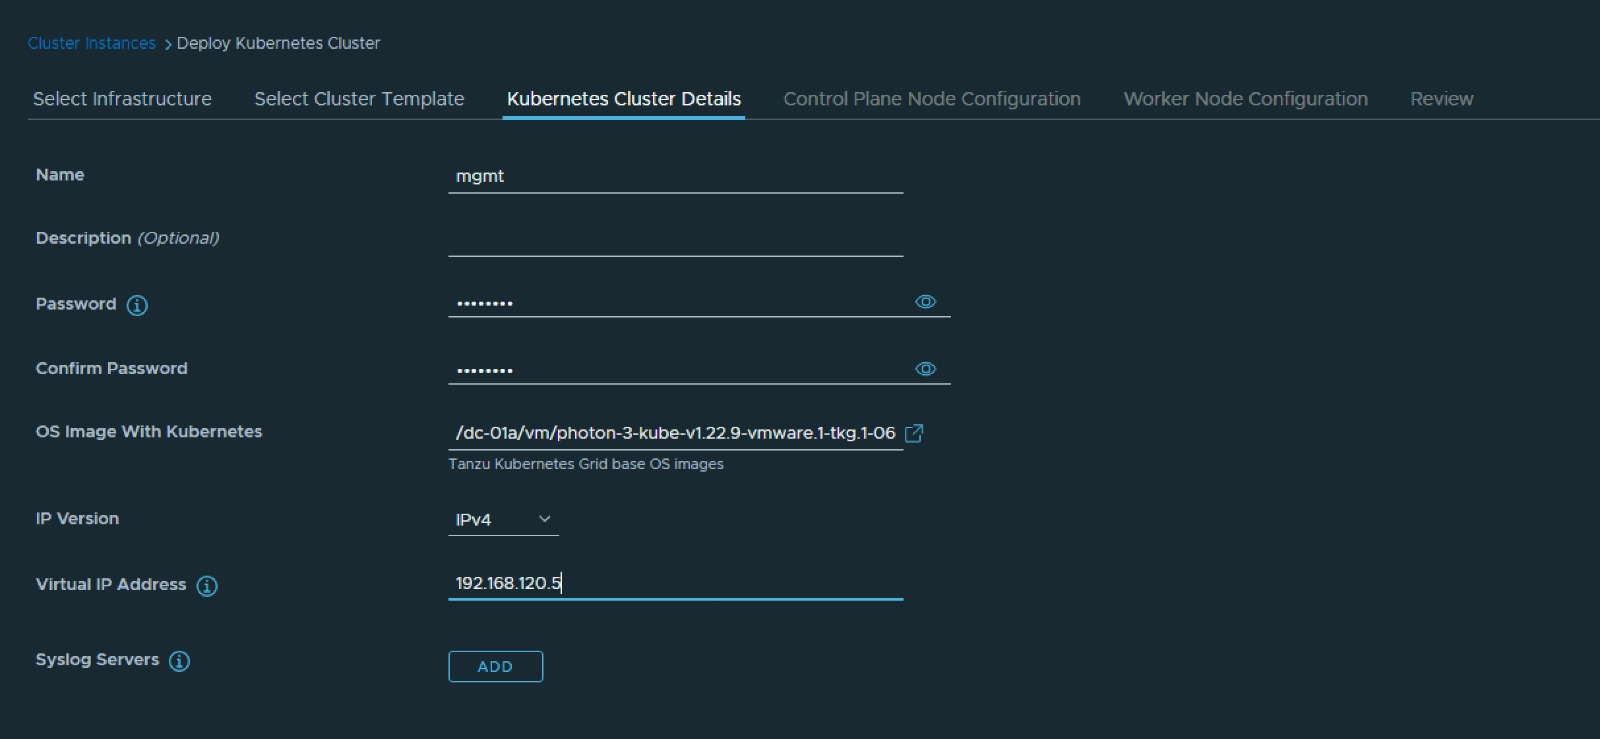 Cluster Instances > Deploy Kubernetes Cluster
Select Infrastructure Select Cluster Template Kubernetes Cluster Details Control Plane Node Configuration Worker Node Configuration Review
Name mgmt
Description (Optional)
Password ••••••••
Confirm Password ••••••••
OS Image With Kubernetes /dc-01a/vm/photon-3-kube-v1.22.9-vmware.1-tkg.1-06
Tanzu Kubernetes Grid base OS images
IP Version IPv4
Virtual IP Address 192.168.120.5
Syslog Servers ADD